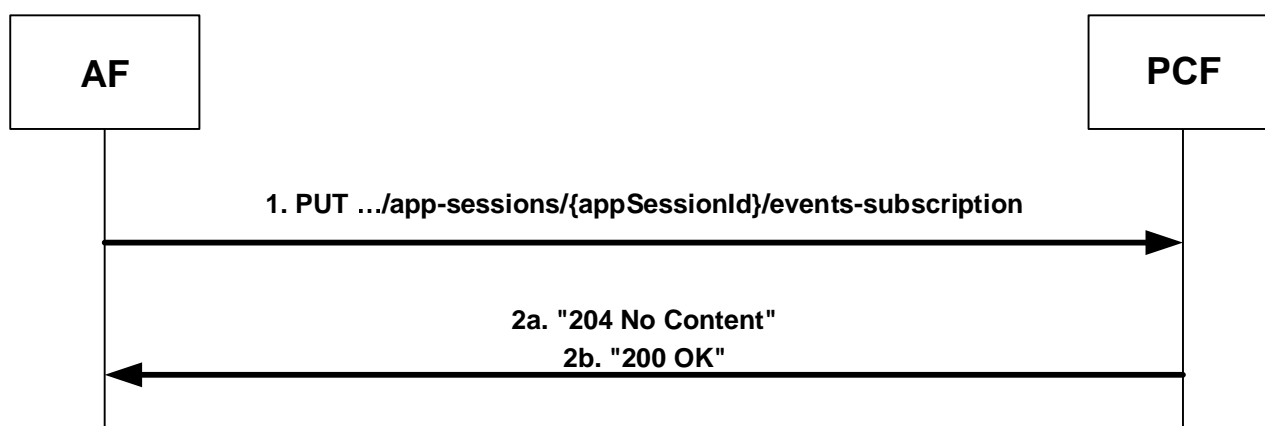 AF
PCF
1. PUT …/app-sessions/{appSessionId}/events-subscription
2a. "204 No Content"
2b. "200 OK"